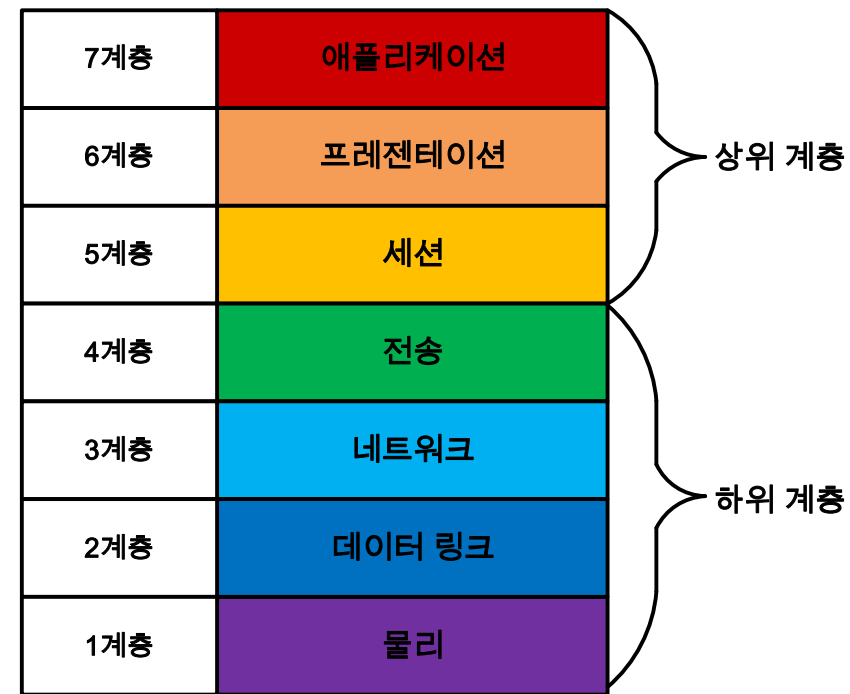 7계층 애플리케이션
6계층 프레젠테이션
상위 계층
5계층 세션
4계층 전송
3계층 네트워크
하위 계층
2계층 데이터 링크
1계층 물리